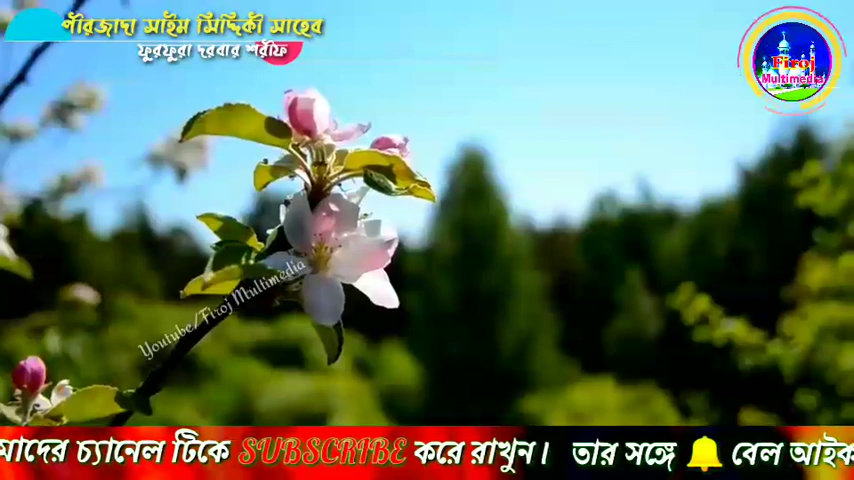 পীরজাদা সাইম সিদ্দিকী সাহেব
ফুরফুরা দরবার শরীফ
Firoj
Multimedia
Youtube/Firoj Multimedia
মাদের চ্যানেল টিকে SUBSCRIBE করে রাখুন। তার সঙ্গে বেল আইক